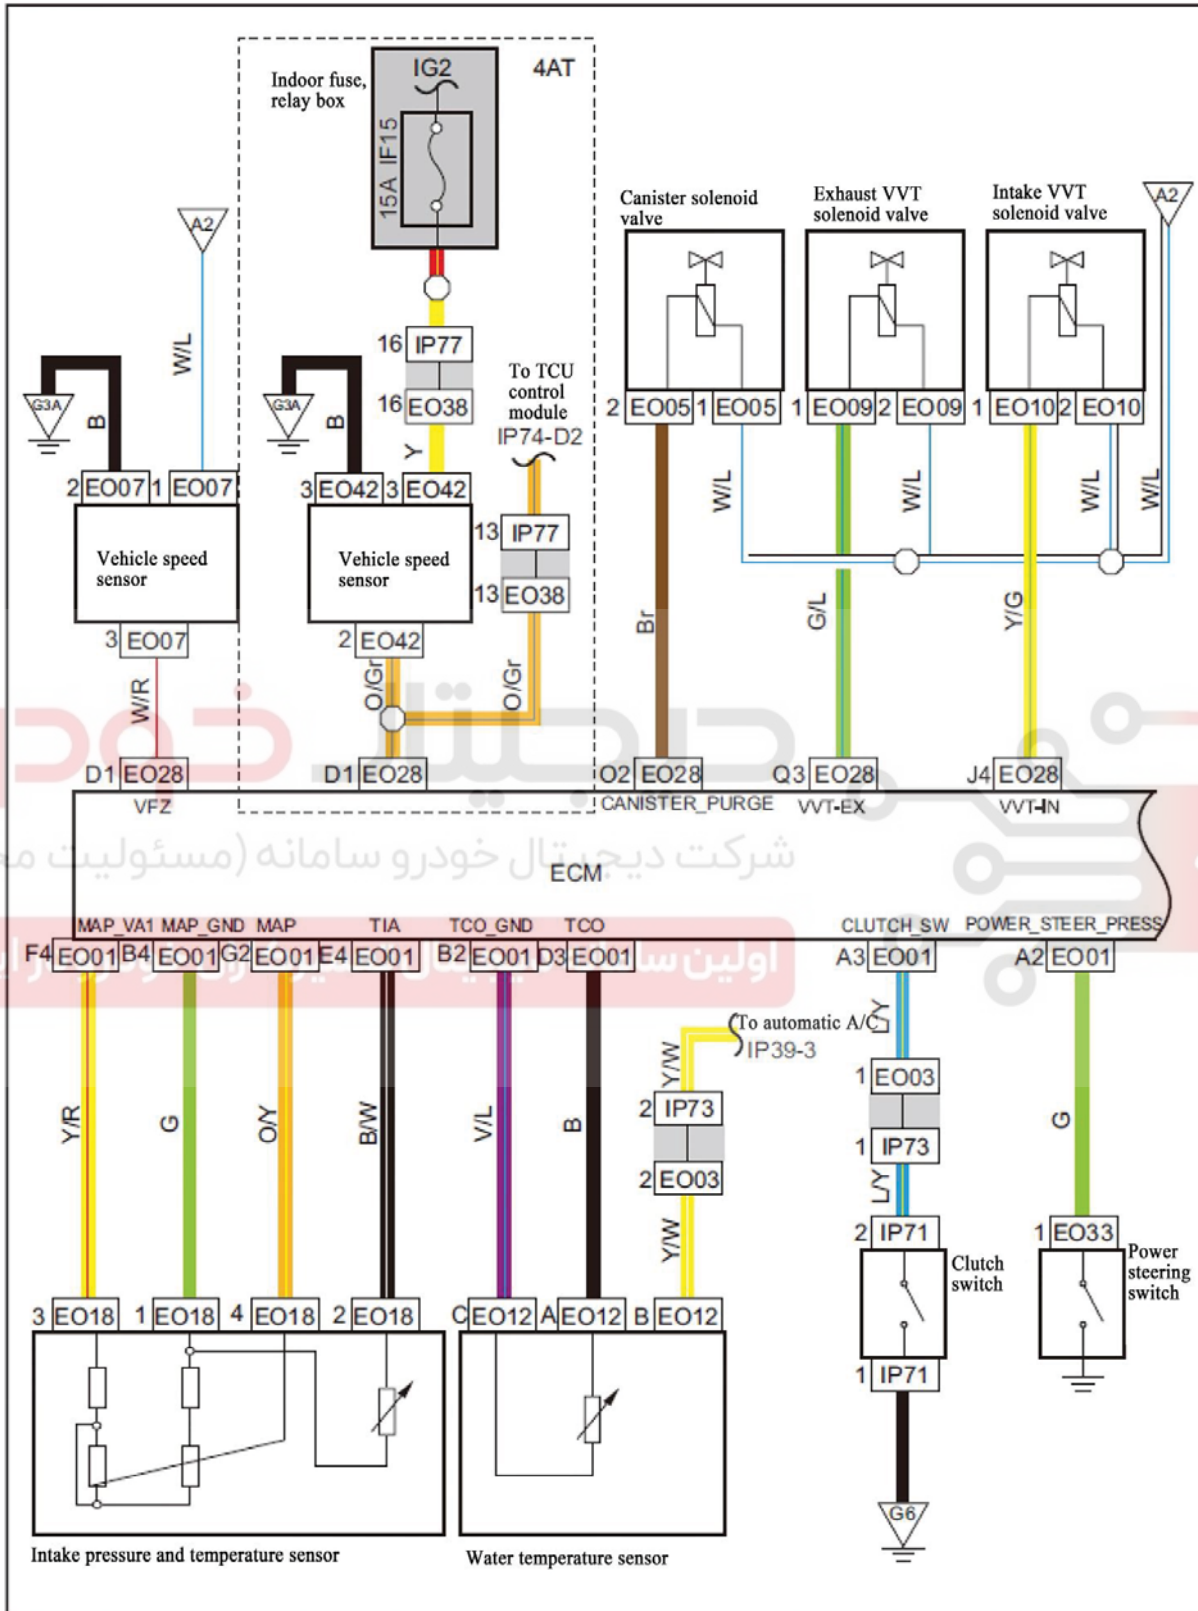 Indoor fuse,
relay box
IG2
4AT
15A IF15
A2
Canister solenoid
valve
Exhaust VVT
solenoid valve
Intake VVT
solenoid valve
A2
W/L
16 IP77
To TCU
control
module
IP74-D2
G3A
B
G3A
B
16 EO38
Y
2 EO05 1 EO05
1 EO09 2 EO09
1 EO10 2 EO10
2 EO07 1 EO07
3 EO42 3 EO42
W/L
W/L
W/L
W/L
13 IP77
Vehicle speed
sensor
Vehicle speed
sensor
13 EO38
Br
G/L
Y/G
3 EO07
2 EO42
W/R
O/Gr
O/Gr
دیجیتال خودرو
D1 EO28
D1 EO28
O2 EO28
Q3 EO28
J4 EO28
VFZ
CANISTER_PURGE
VVT-EX
VVT-IN
شرکت دیجیتال خودرو سامانه (مسئولیت
ECM
MAP_VA1 MAP_GND MAP TIA TCO_GND TCO CLUTCH_SW POWER_STEER_PRESS
F4 EO01 B4 EO01 G2 EO01 E4 EO01 B2 EO01 D3 EO01 A3 EO01 A2 EO01
To automatic A/C
IP39-3
L/Y
Y/W
1 EO03
2 IP73
Y/R
G
O/Y
B/W
V/L
B
G
1 IP73
2 EO03
L/Y
Y/W
2 IP71
1 EO33
Clutch
switch
Power
steering
switch
3 EO18 1 EO18 4 EO18 2 EO18 C EO12 A EO12 B EO12
1 IP71
G6
Intake pressure and temperature sensor
Water temperature sensor